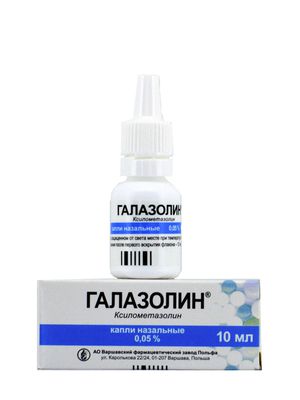 ГАЛАЗОЛИН
Ксилометазолин
капли назальные 0,05 %
ГАЛАЗОЛИН®
Ксилометазолин
капли назальные
0,05 %
10 мл
АО Варшавский фармацевтический завод Польфа
ул. Каролькова 22/24, 01-207 Варшава, Польша